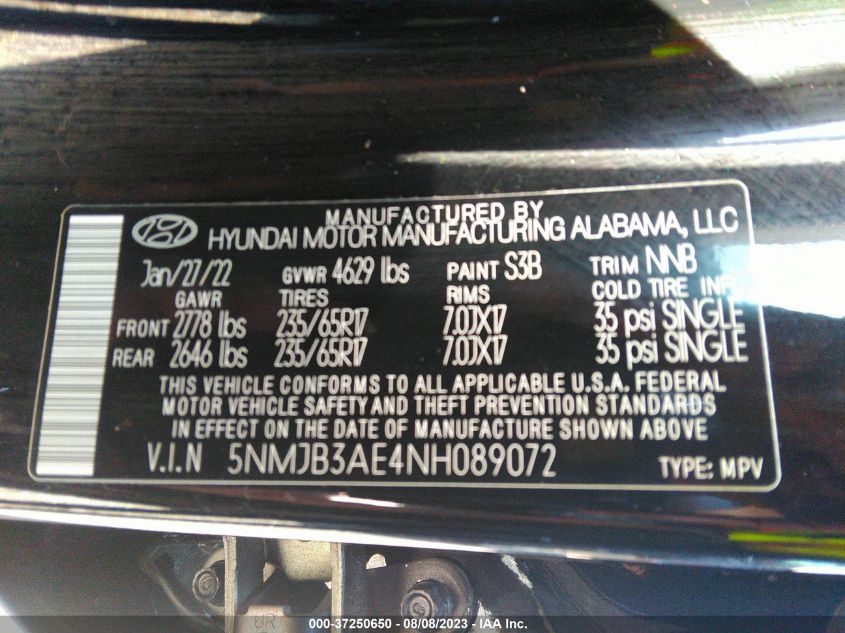 MANUFACTURED BY
HYUNDAI MOTOR MANUFACTURING ALABAMA, LLC
Jan/27/22 GVWR 4629 lbs PAINT S3B TRIM NNB
GAWR TIRES RIMS COLD TIRE INFL
FRONT 2778 lbs 235/65R17 7.0JX17 35 psi SINGLE
REAR 2646 lbs 235/65R17 7.0JX17 35 psi SINGLE
THIS VEHICLE CONFORMS TO ALL APPLICABLE U.S.A. FEDERAL
MOTOR VEHICLE SAFETY AND THEFT PREVENTION STANDARDS
IN EFFECT ON THE DATE OF MANUFACTURE SHOWN ABOVE
V.I.N 5NMJB3AE4NH089072 TYPE: MPV
000-37250650 - 08/08/2023 - IAA Inc.